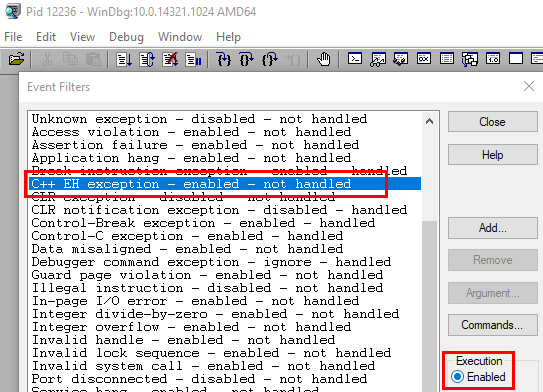 Pid 12236 - WinDbg:10.0.14321.1024 AMD64
File Edit View Debug Window Help
Event Filters
Unknown exception - disabled - not handled
Access violation - enabled - not handled
Assertion failure - enabled - not handled
Application hang - enabled - not handled
Break instruction exception - enabled - handled
C++ EH exception - enabled - not handled
CLR exception - disabled - not handled
CLR notification exception - disabled - handled
Control-Break exception - enabled - handled
Control-C exception - enabled - handled
Data misaligned - enabled - not handled
Debugger command exception - ignore - handled
Guard page violation - enabled - not handled
Illegal instruction - disabled - not handled
In-page I/O error - enabled - not handled
Integer divide-by-zero - enabled - not handled
Integer overflow - enabled - not handled
Invalid handle - enabled - not handled
Invalid lock sequence - enabled - not handled
Invalid system call - enabled - not handled
Port disconnected - disabled - not handled
Service hang - enabled - not handled
Close
Help
Add...
Remove
Argument...
Commands...
Execution
Enabled